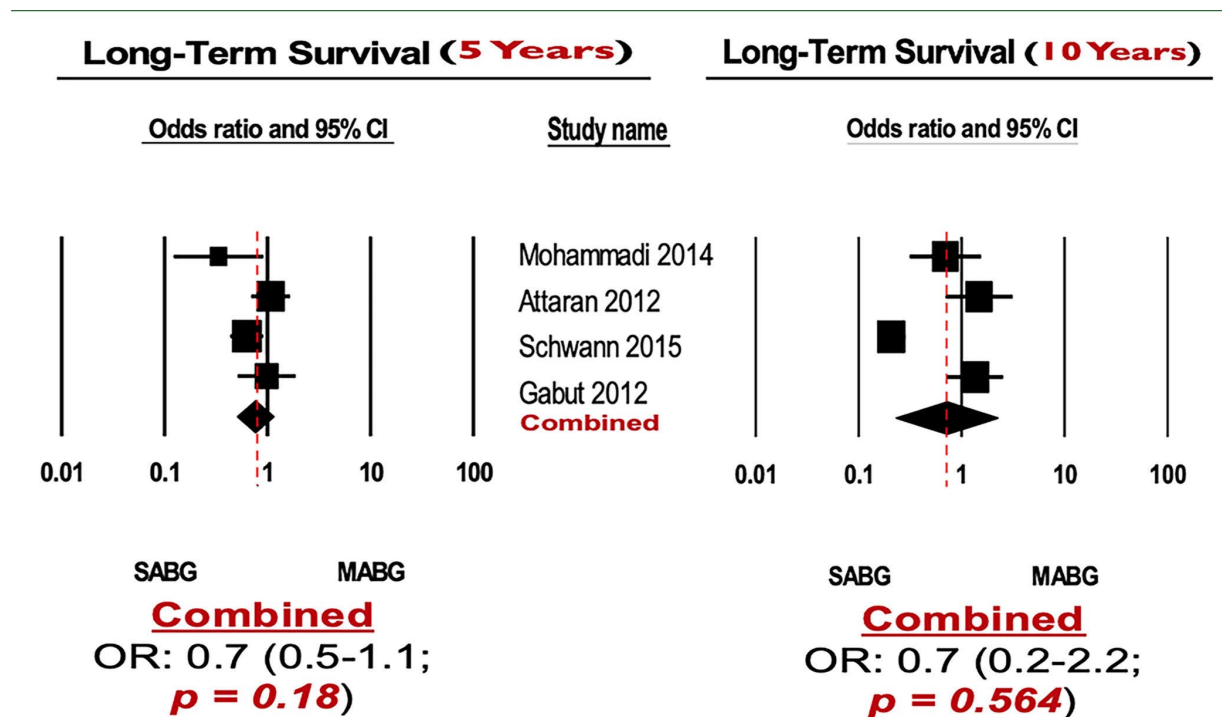 Long-Term Survival (5 Years)
Long-Term Survival (10 Years)
Odds ratio and 95% CI
Study name
Odds ratio and 95% CI
Mohammadi 2014
Attaran 2012
Schwann 2015
Gabut 2012
Combined
0.01 0.1 1 10 100
0.01 0.1 1 10 100
SABG MABG
SABG MABG
Combined
OR: 0.7 (0.5-1.1;
p = 0.18)
Combined
OR: 0.7 (0.2-2.2;
p = 0.564)